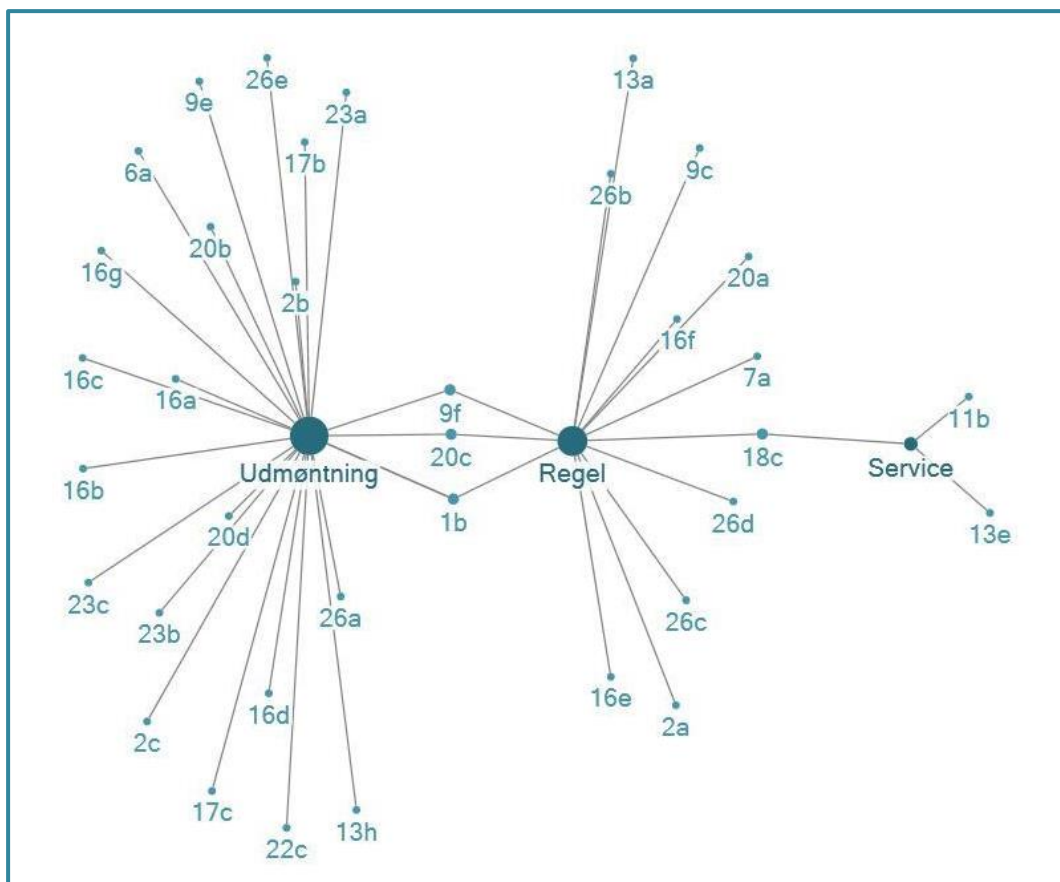 26e
13a
9e
23a
17b
6a
9c
26b
20b
16g
20a
2b
16f
16c
7a
16a
9f
11b
20c
18c
Udmøntning
Regel
Service
16b
1b
26d
20d
13e
23c
26a
26c
23b
16e
16d
2a
2c
17c
13h
22c